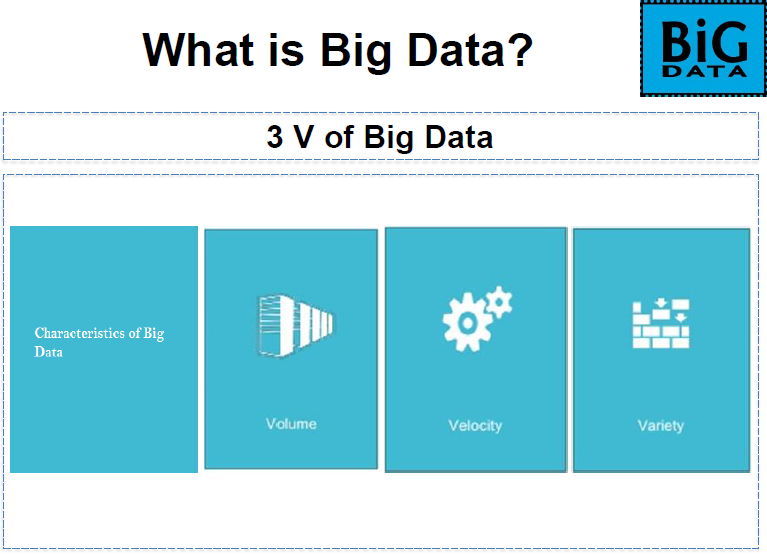 What is Big Data?
BiG
DATA
3 V of Big Data
Characteristics of Big
Data
Volume
Velocity
Variety